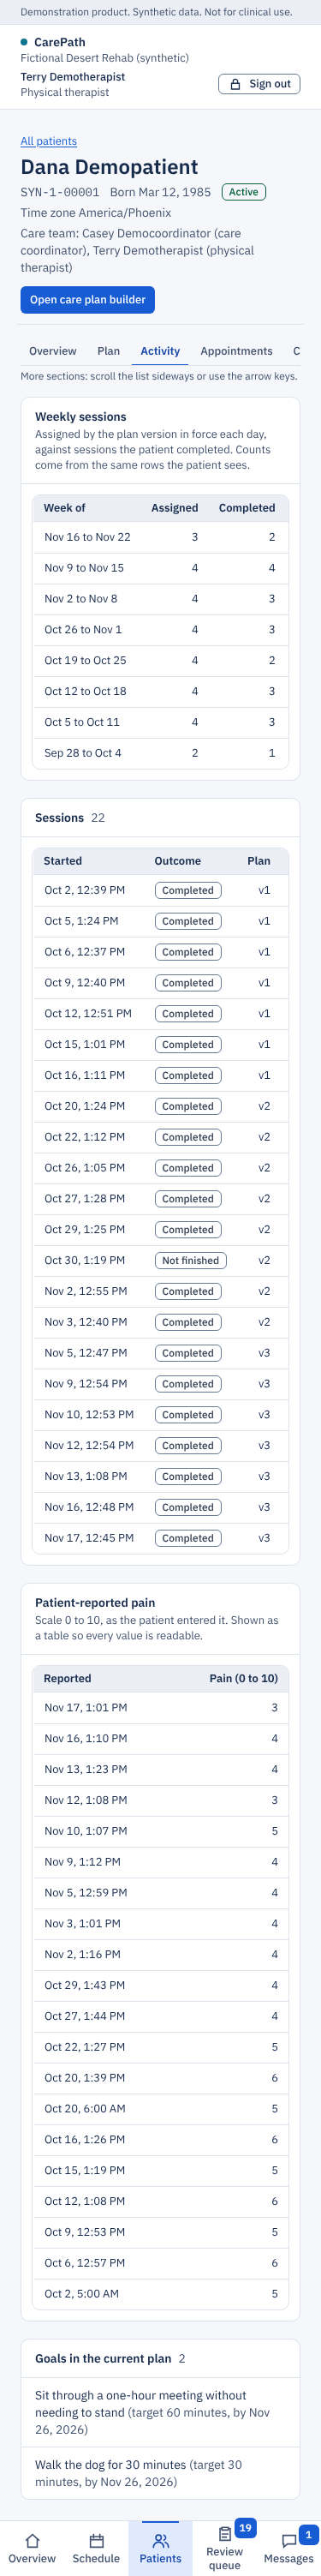 Demonstration product. Synthetic data. Not for clinical use.
CarePath
Fictional Desert Rehab (synthetic)
Terry Demotherapist
Physical therapist
Sign out
All patients
Dana Demopatient
SYN-1-00001 Born Mar 12, 1985 Active
Time zone America/Phoenix
Care team: Casey Democoordinator (care
coordinator), Terry Demotherapist (physical
therapist)
Open care plan builder
Overview Plan Activity Appointments C
More sections: scroll the list sideways or use the arrow keys.
Weekly sessions
Assigned by the plan version in force each day,
against sessions the patient completed. Counts
come from the same rows the patient sees.
Week of Assigned Completed
Nov 16 to Nov 22 3 2
Nov 9 to Nov 15 4 4
Nov 2 to Nov 8 4 3
Oct 26 to Nov 1 4 3
Oct 19 to Oct 25 4 2
Oct 12 to Oct 18 4 3
Oct 5 to Oct 11 4 3
Sep 28 to Oct 4 2 1
Sessions 22
Started Outcome Plan
Oct 2, 12:39 PM Completed v1
Oct 5, 1:24 PM Completed v1
Oct 6, 12:37 PM Completed v1
Oct 9, 12:40 PM Completed v1
Oct 12, 12:51 PM Completed v1
Oct 15, 1:01 PM Completed v1
Oct 16, 1:11 PM Completed v1
Oct 20, 1:24 PM Completed v2
Oct 22, 1:12 PM Completed v2
Oct 26, 1:05 PM Completed v2
Oct 27, 1:28 PM Completed v2
Oct 29, 1:25 PM Completed v2
Oct 30, 1:19 PM Not finished v2
Nov 2, 12:55 PM Completed v2
Nov 3, 12:40 PM Completed v2
Nov 5, 12:47 PM Completed v3
Nov 9, 12:54 PM Completed v3
Nov 10, 12:53 PM Completed v3
Nov 12, 12:54 PM Completed v3
Nov 13, 1:08 PM Completed v3
Nov 16, 12:48 PM Completed v3
Nov 17, 12:45 PM Completed v3
Patient-reported pain
Scale 0 to 10, as the patient entered it. Shown as
a table so every value is readable.
Reported Pain (0 to 10)
Nov 17, 1:01 PM 3
Nov 16, 1:10 PM 4
Nov 13, 1:23 PM 4
Nov 12, 1:08 PM 3
Nov 10, 1:07 PM 5
Nov 9, 1:12 PM 4
Nov 5, 12:59 PM 4
Nov 3, 1:01 PM 4
Nov 2, 1:16 PM 4
Oct 29, 1:43 PM 4
Oct 27, 1:44 PM 4
Oct 22, 1:27 PM 5
Oct 20, 1:39 PM 6
Oct 20, 6:00 AM 5
Oct 16, 1:26 PM 6
Oct 15, 1:19 PM 5
Oct 12, 1:08 PM 6
Oct 9, 12:53 PM 5
Oct 6, 12:57 PM 6
Oct 2, 5:00 AM 5
Goals in the current plan 2
Sit through a one-hour meeting without
needing to stand (target 60 minutes, by Nov
26, 2026)
Walk the dog for 30 minutes (target 30
minutes, by Nov 26, 2026)
19
1
Overview Schedule Patients Review Messages
queue